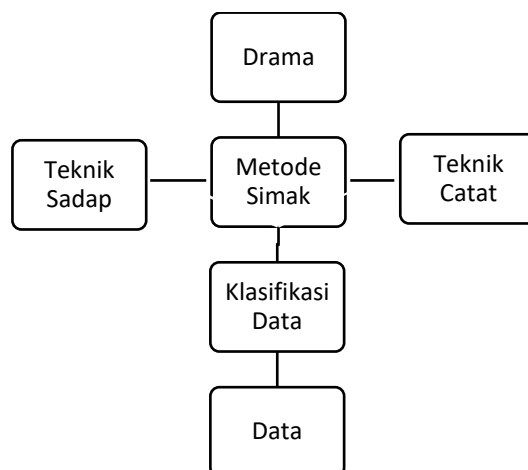 Drama
Teknik
Sadap
Metode
Simak
Teknik
Catat
Klasifikasi
Data
Data